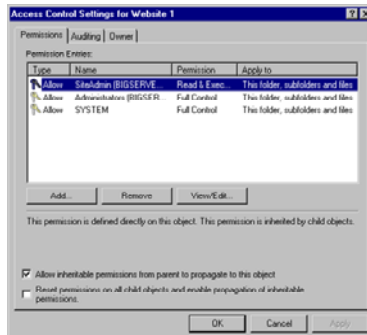 Access Control Settings for Website 1
Permissions Auditing Owner
Permission Entries:
Type Name Permission Apply to
Allow SiteAdmin (BIGSERVE... Read & Exec... This folder, subfolders and files
Allow Administrators (BIGSER... Full Control This folder, subfolders and files
Allow SYSTEM Full Control This folder, subfolders and files
Add... Remove View/Edit...
This permission is defined directly on this object. This permission is inherited by child objects.
Allow inheritable permissions from parent to propagate to this object
Reset permissions on all child objects and enable propagation of inheritable
permissions.
OK Cancel Apply